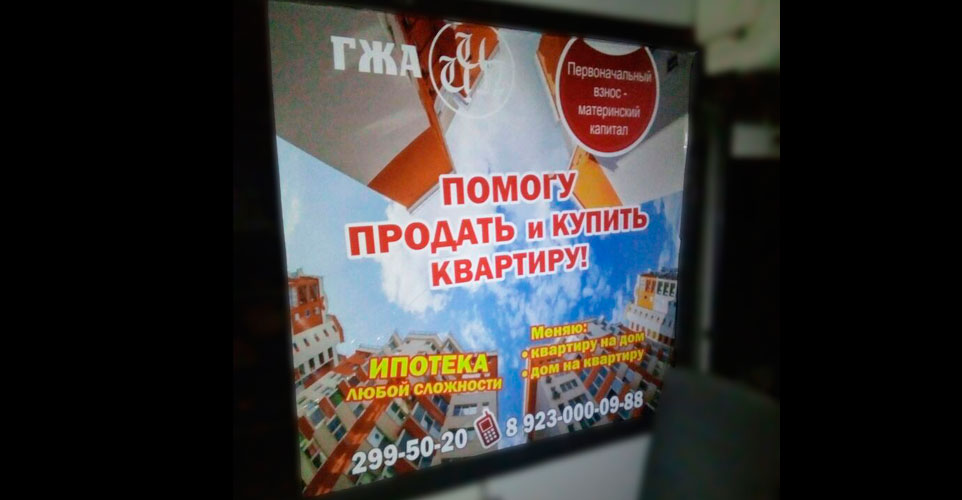 ГЖА
Первоначальный
взнос -
материнский
капитал
ПОМОГУ
ПРОДАТЬ и КУПИТЬ
КВАРТИРУ!
ИПОТЕКА
ЛЮБОЙ СЛОЖНОСТИ
Меняю:
• квартиру на дом
• дом на квартиру
299-50-20
8 923-000-09-88